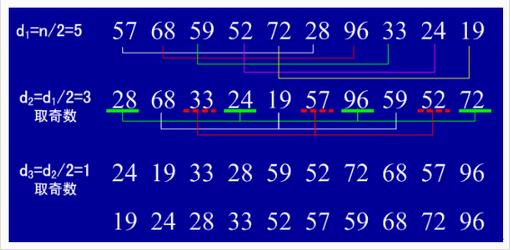 d₁=n/2=5 57 68 59 52 72 28 96 33 24 19
d₂=d₁/2=3 28 68 33 24 19 57 96 59 52 72
取奇数
d₃=d₂/2=1 24 19 33 28 59 52 72 68 57 96
取奇数
19 24 28 33 52 57 59 68 72 96